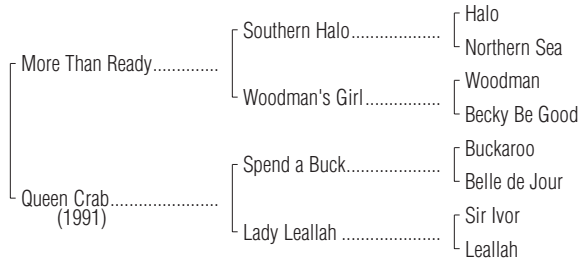 Halo
Southern Halo....................
Northern Sea
More Than Ready..............
Woodman
Woodman's Girl.................
Becky Be Good
Buckaroo
Spend a Buck.....................
Belle de Jour
Queen Crab.......................
(1991)
Sir Ivor
Lady Leallah ......................
Leallah